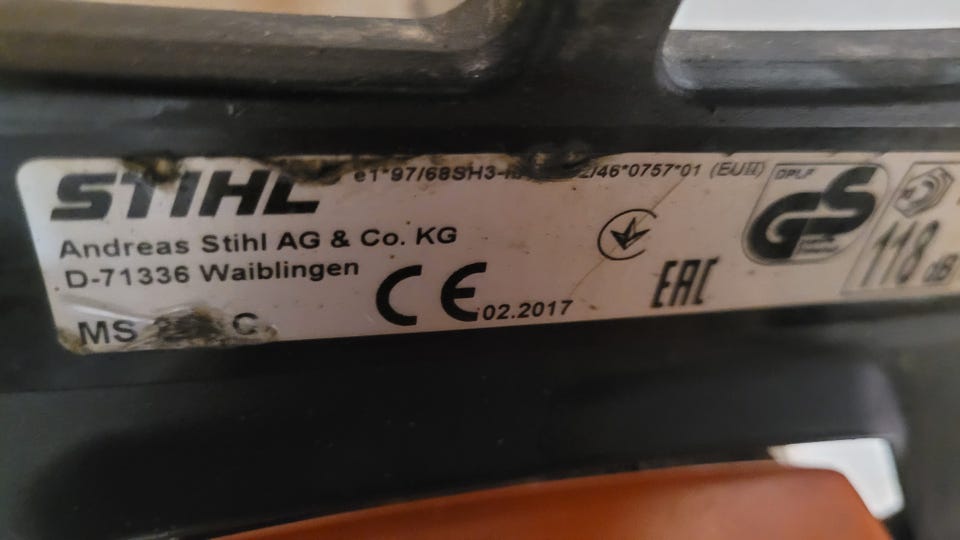 STIHL
e1*97/68SH3- /46*0757*01 (EUII)
Andreas Stihl AG & Co. KG
D-71336 Waiblingen
CE 02.2017
MS C
EAC
DPLF
GS
118 dB